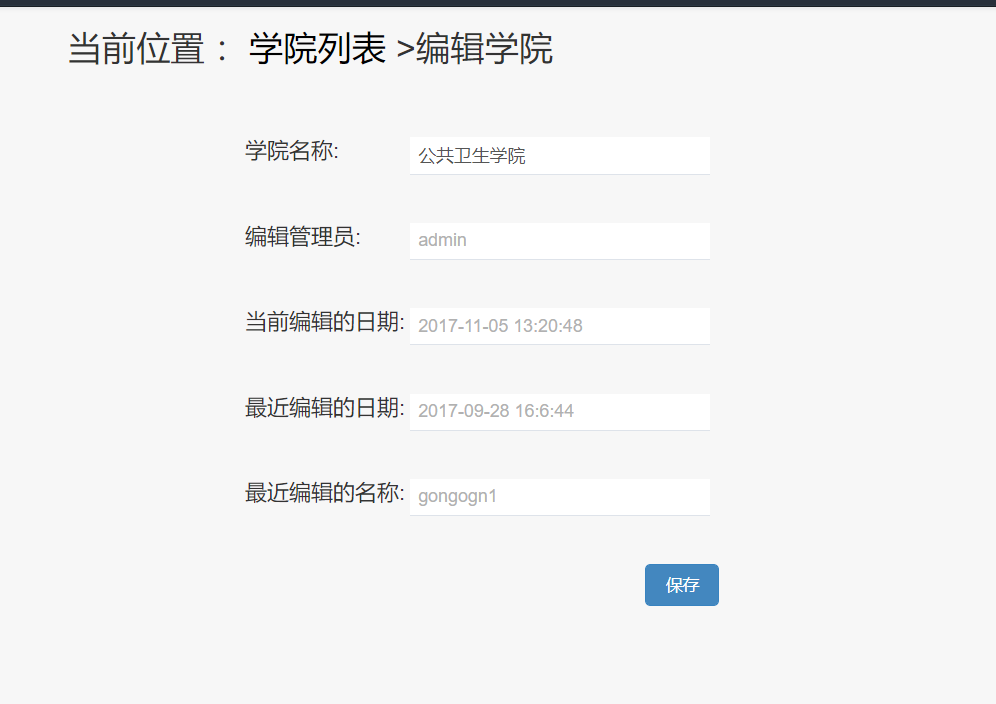 当前位置 ： 学院列表 >编辑学院
学院名称: 公共卫生学院
编辑管理员: admin
当前编辑的日期: 2017-11-05 13:20:48
最近编辑的日期: 2017-09-28 16:6:44
最近编辑的名称: gongogn1
保存